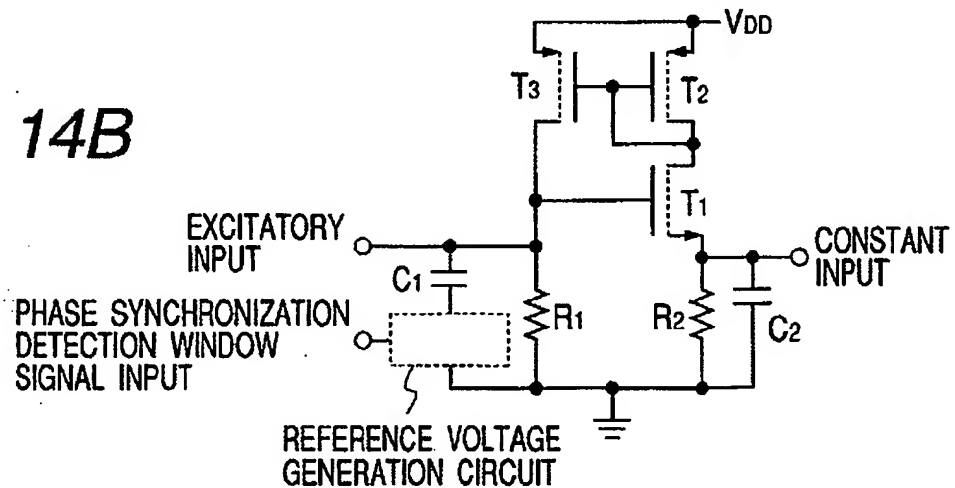 14B
VDD
T3
T2
T1
EXCITATORY
INPUT
CONSTANT
INPUT
C1
PHASE SYNCHRONIZATION
DETECTION WINDOW
SIGNAL INPUT
R1
R2
C2
REFERENCE VOLTAGE
GENERATION CIRCUIT